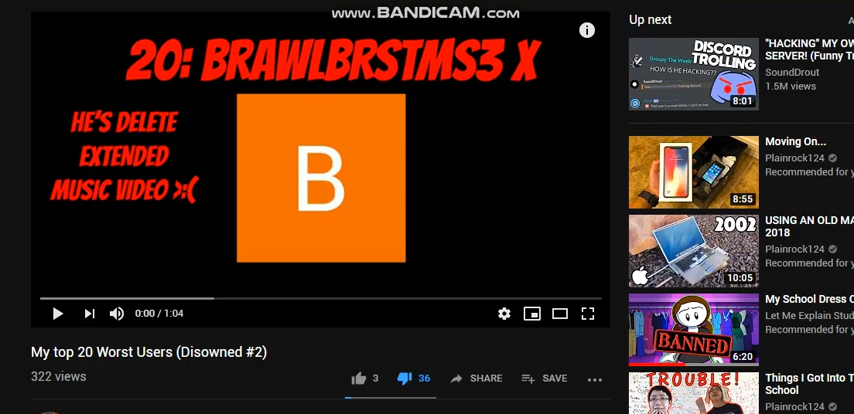 www.BANDICAM.com
20: BRAWLBRSTMS3 X
HE'S DELETE
EXTENDED
MUSIC VIDEO >:(
B
0:00 / 1:04
My top 20 Worst Users (Disowned #2)
322 views
3
36
SHARE
SAVE
Up next
DISCORD
TROLLING
HOW IS HE HACKING??
8:01
"HACKING" MY OW
SERVER! (Funny Tr
SoundDrout
1.5M views
8:55
Moving On...
Plainrock124
Recommended for y
2002
10:05
USING AN OLD MA
2018
Plainrock124
Recommended for y
BANNED
6:20
My School Dress C
Let Me Explain Stud
Recommended for y
TROUBLE!
Things I Got Into T
School
Plainrock124